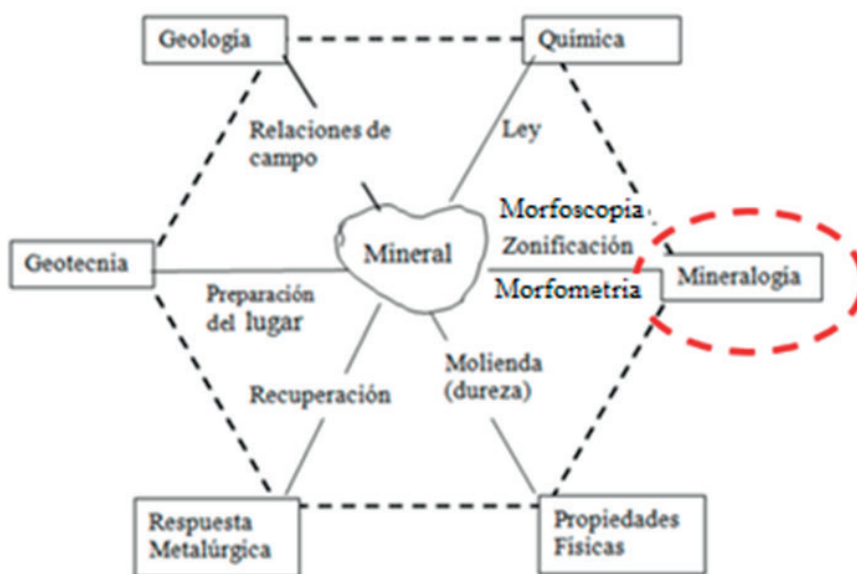 Geología
Química
Relaciones de
campo
Ley
Morfoscopia
Zonificación
Mineral
Geotecnia
Mineralogía
Preparación
del lugar
Morfometria
Molienda
(dureza)
Recuperación
Respuesta
Metalúrgica
Propiedades
Físicas